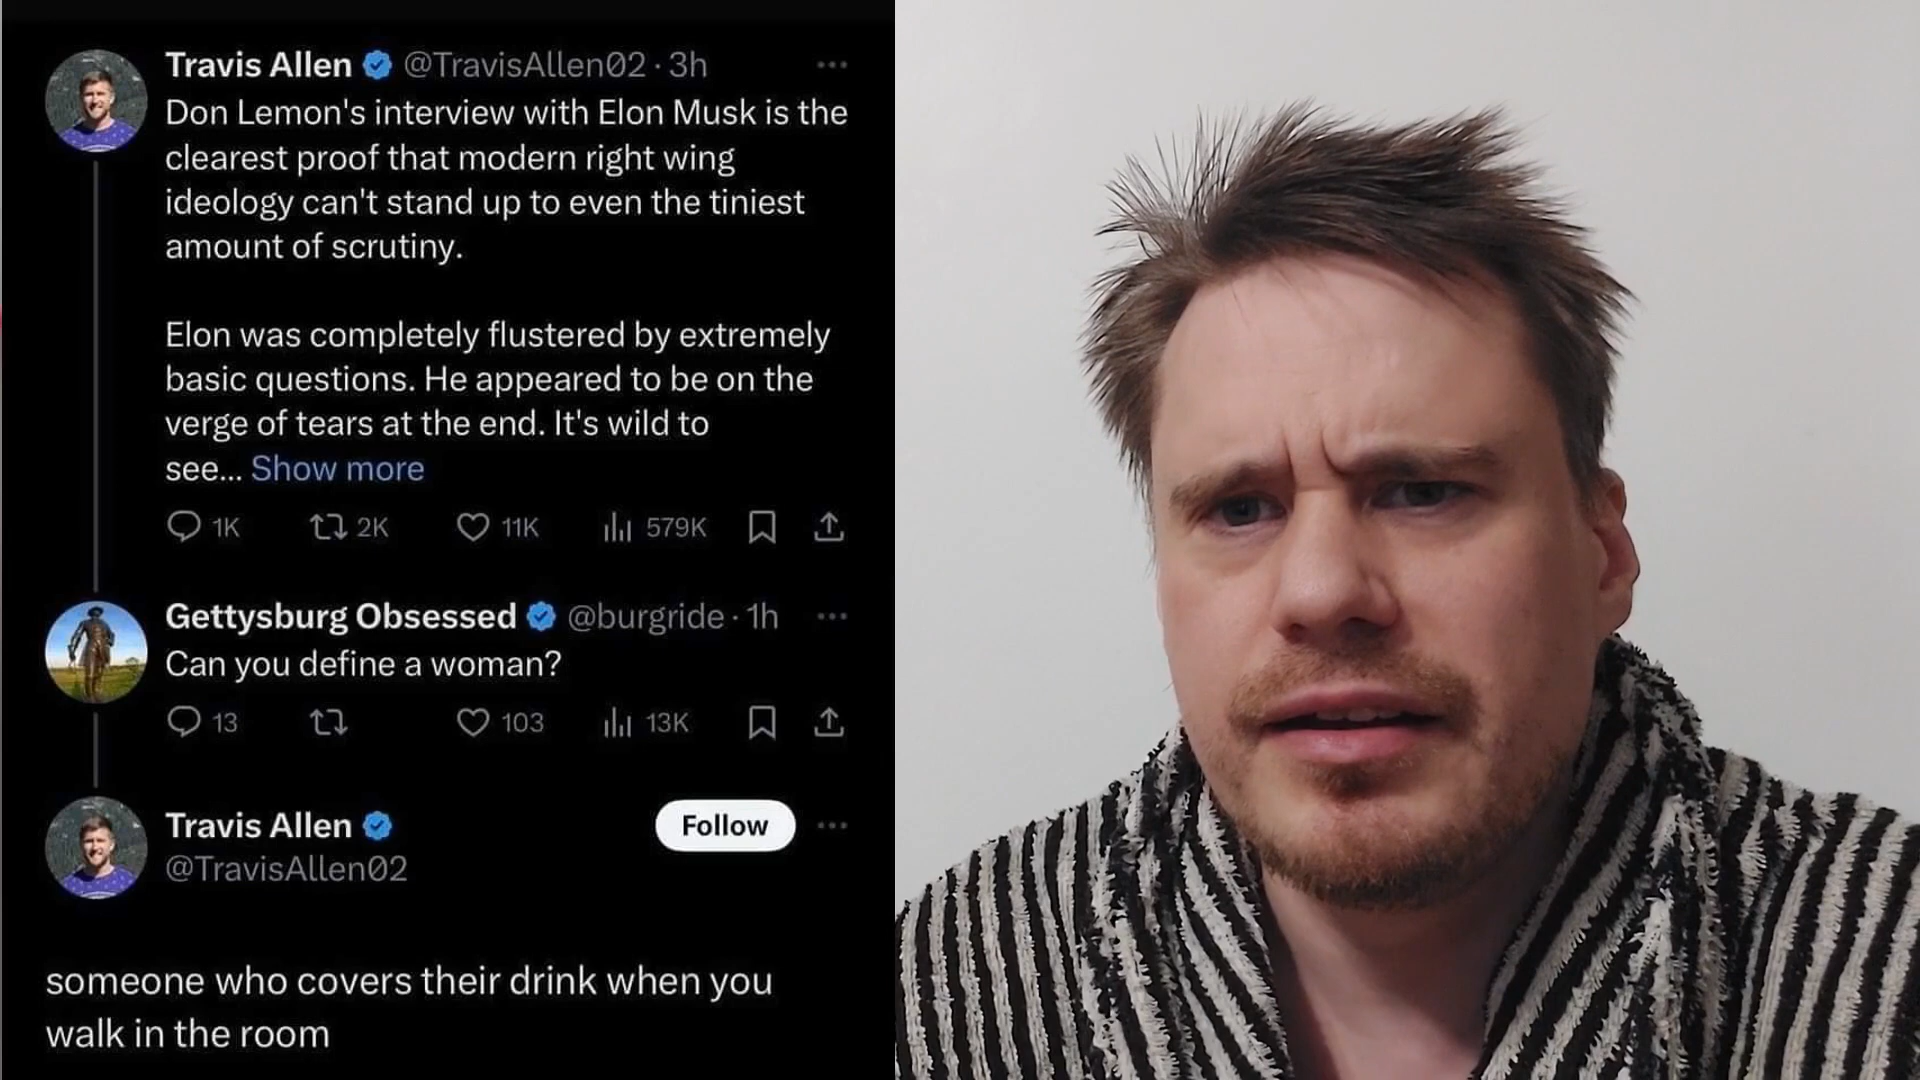 Travis Allen @TravisAllen02 · 3h
Don Lemon's interview with Elon Musk is the
clearest proof that modern right wing
ideology can't stand up to even the tiniest
amount of scrutiny.
Elon was completely flustered by extremely
basic questions. He appeared to be on the
verge of tears at the end. It's wild to
see... Show more
1K 2K 11K 579K
Gettysburg Obsessed @burgride · 1h
Can you define a woman?
13 103 13K
Travis Allen Follow
@TravisAllen02
someone who covers their drink when you
walk in the room